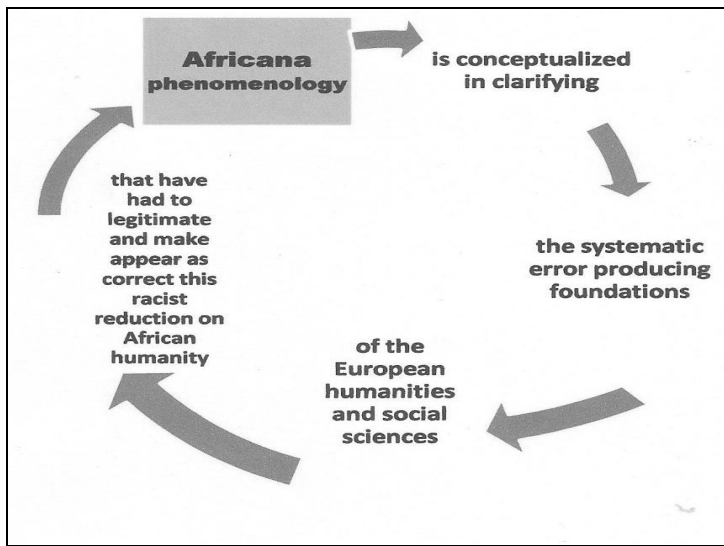 Africana
phenomenology
is conceptualized
in clarifying
the systematic
error producing
foundations
of the
European
humanities
and social
sciences
that have
had to
legitimate
and make
appear as
correct this
racist
reduction on
African
humanity